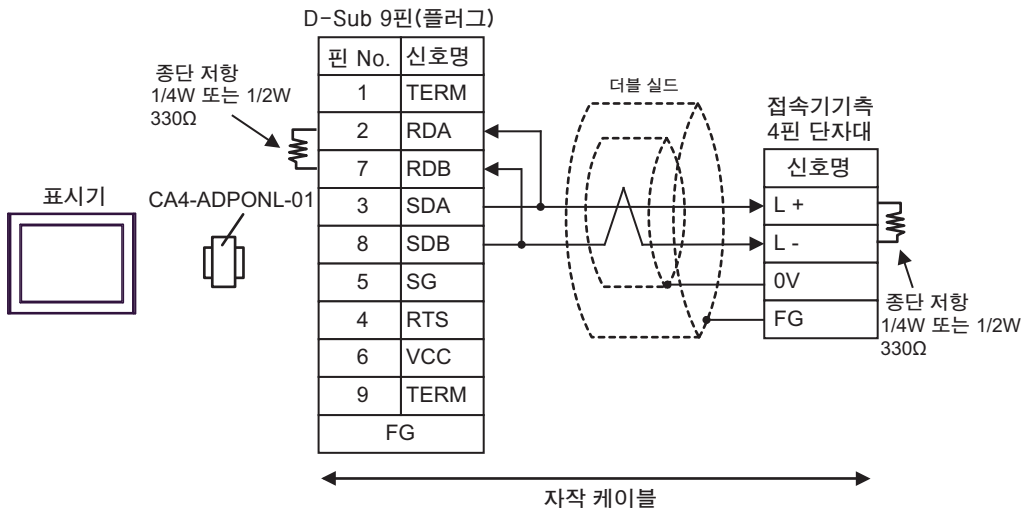 D-Sub 9핀(플러그)
핀 No. 신호명
1 TERM
2 RDA
7 RDB
3 SDA
8 SDB
5 SG
4 RTS
6 VCC
9 TERM
FG
종단 저항
1/4W 또는 1/2W
330Ω
표시기
CA4-ADPONL-01
더블 실드
접속기기측
4핀 단자대
신호명
L +
L -
0V
FG
종단 저항
1/4W 또는 1/2W
330Ω
자작 케이블